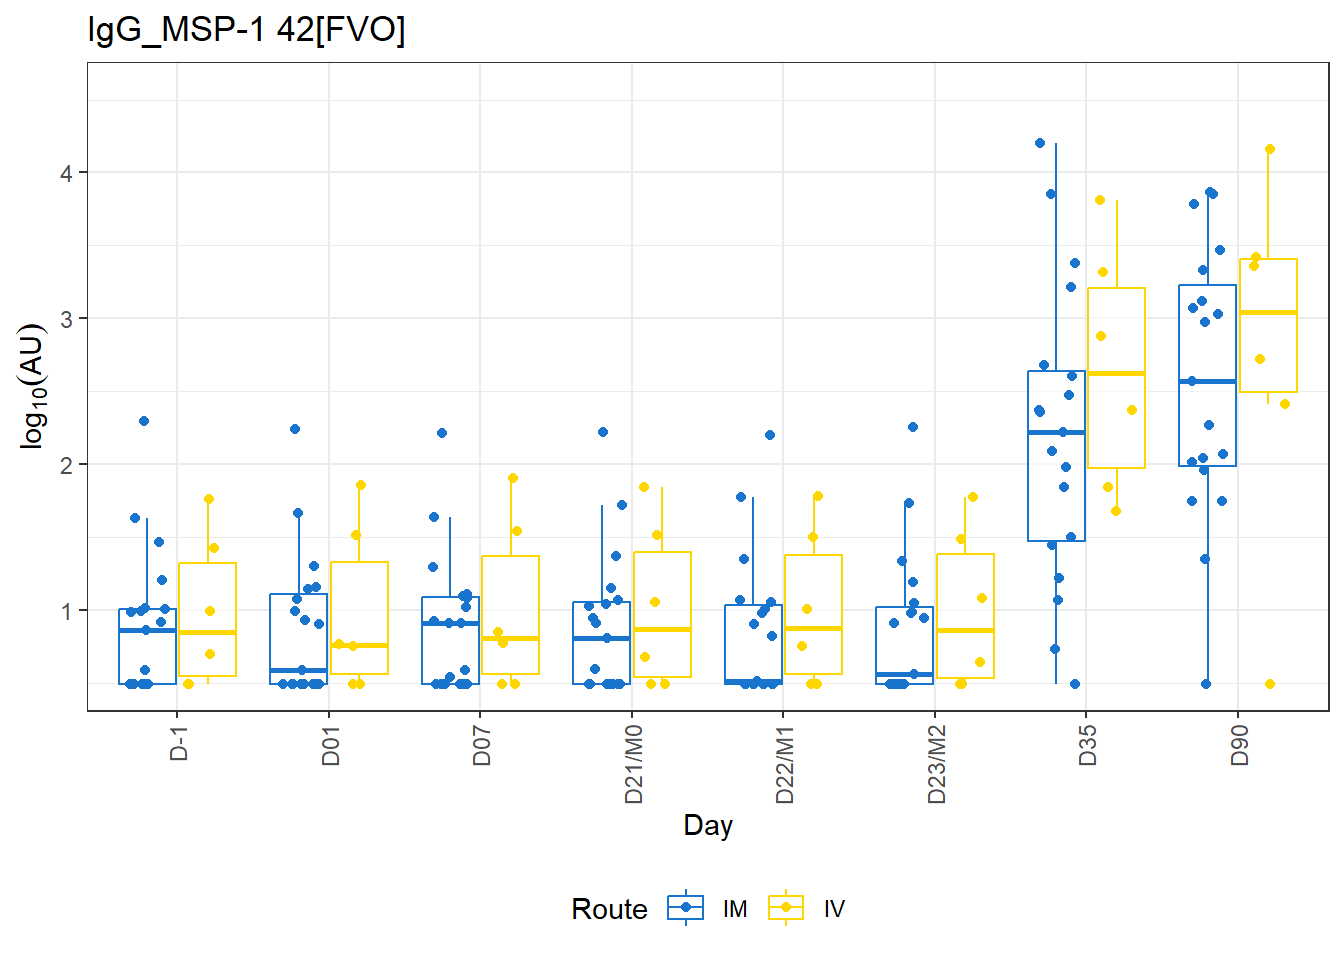 IgG_MSP-1 42[FVO]
log10(AU)
4
3
2
1
D-1
D01
D07
D21/M0
D22/M1
D23/M2
D35
D90
Day
Route IM IV